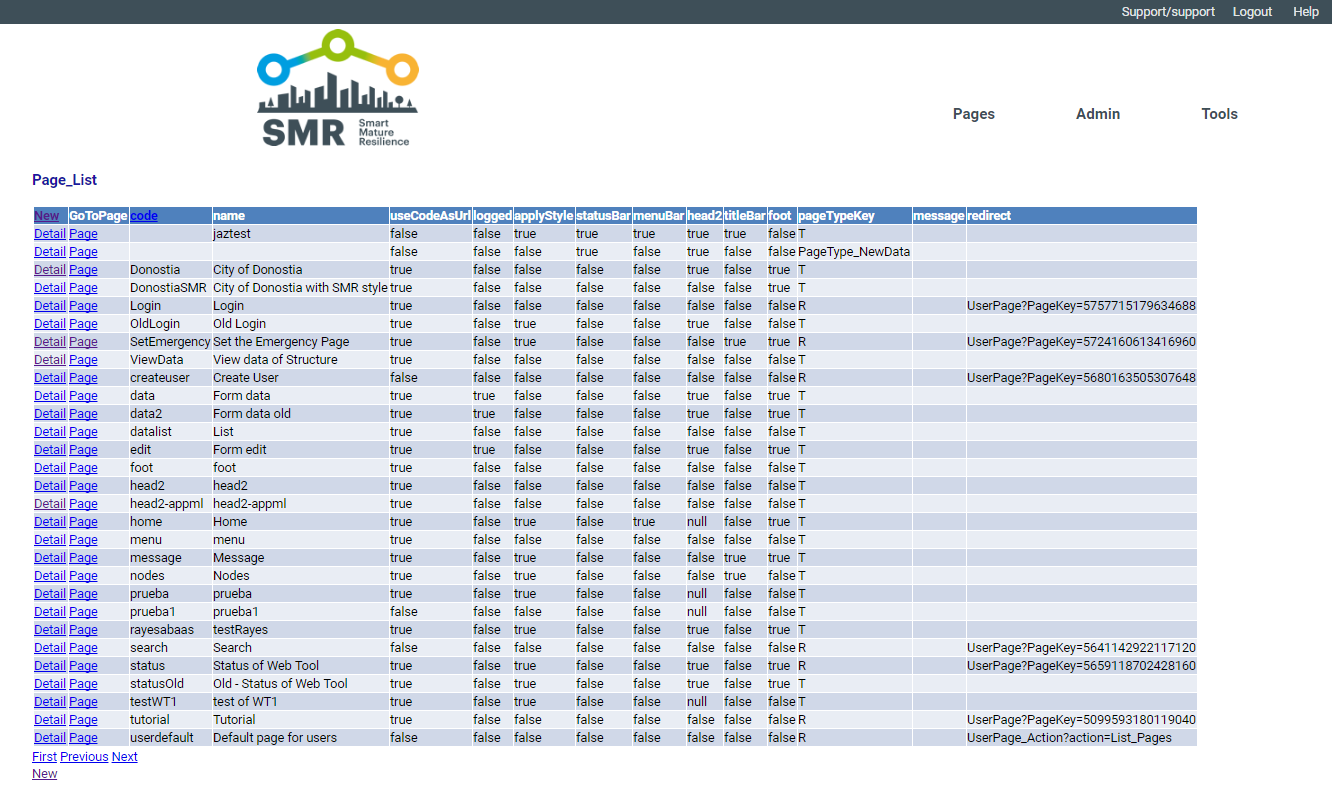 Support/support Logout Help
SMR Smart
Mature
Resilience
Pages Admin Tools
Page_List
New GoToPage code name useCodeAsUrl logged applyStyle statusBar menuBar head2 titleBar foot pageTypeKey message redirect
Detail Page jaztest false false true true true true true false T
Detail Page false false false true false true false false PageType_NewData
Detail Page Donostia City of Donostia true false false false false true false true T
Detail Page DonostiaSMR City of Donostia with SMR style true false false false false false false true T
Detail Page Login Login true false false false false false false false R UserPage?PageKey=5757715179634688
Detail Page OldLogin Old Login true false true false false true false false T
Detail Page SetEmergency Set the Emergency Page true false true false false false true true R UserPage?PageKey=5724160613416960
Detail Page ViewData View data of Structure true false false false false false false false T
Detail Page createuser Create User false false false false false false false false R UserPage?PageKey=5680163505307648
Detail Page data Form data true true false false false true false true T
Detail Page data2 Form data old true true false false false true false true T
Detail Page datalist List true false false false false false false false T
Detail Page edit Form edit true true false false false true false true T
Detail Page foot foot true false false false false false false false T
Detail Page head2 head2 true false false false false false false false T
Detail Page head2-appml head2-appml true false false false false false false false T
Detail Page home Home true false true false true null false true T
Detail Page menu menu true false false false false false false false T
Detail Page message Message true false true false false false true true T
Detail Page nodes Nodes true false true false false false true false T
Detail Page prueba prueba true false true false false null false false T
Detail Page prueba1 prueba1 false false false false false null false false T
Detail Page rayesabaas testRayes true false true false false true false true T
Detail Page search Search false false false false false false false false R UserPage?PageKey=5641142922117120
Detail Page status Status of Web Tool true false true false false true false true R UserPage?PageKey=5659118702428160
Detail Page statusOld Old - Status of Web Tool true false true false false true false true T
Detail Page testWT1 test of WT1 true false true false false null false false T
Detail Page tutorial Tutorial true false false false false false false false R UserPage?PageKey=5099593180119040
Detail Page userdefault Default page for users false false false false false false false false R UserPage_Action?action=List_Pages
First Previous Next
New